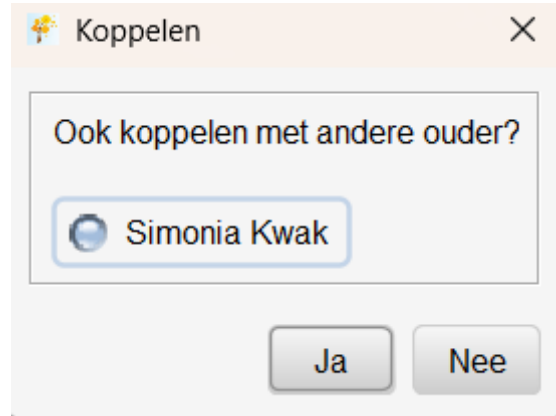 Koppelen
Ook koppelen met andere ouder?
Simonia Kwak
Ja
Nee